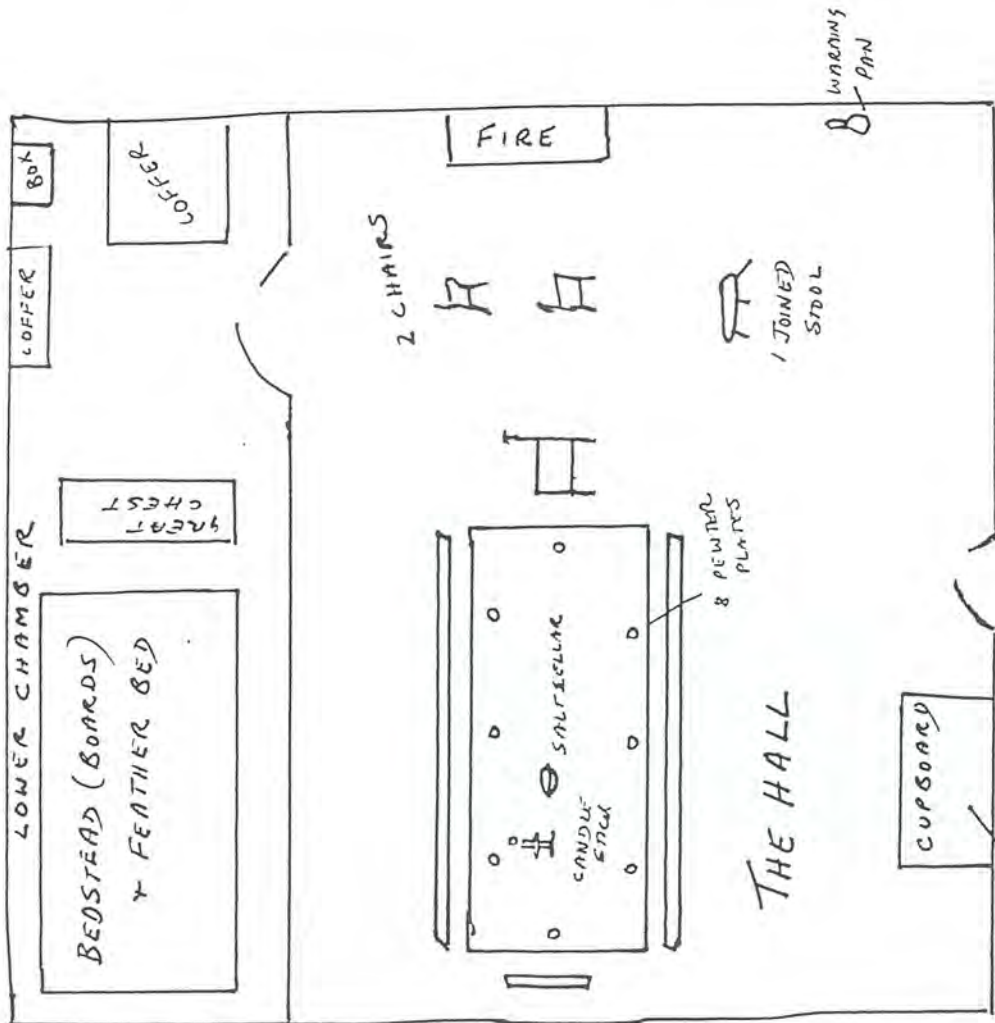 LOWER CHAMBER
BEDSTEAD (BOARDS)
+ FEATHER BED
GREAT
CHEST
COFFER
BOX
COFFER
2 CHAIRS
FIRE
1 JOINED
STOOL
WARMING
PAN
8 PEWTER
PLATES
SALTCELLAR
CANDLE-
STICK
THE HALL
CUPBOARD